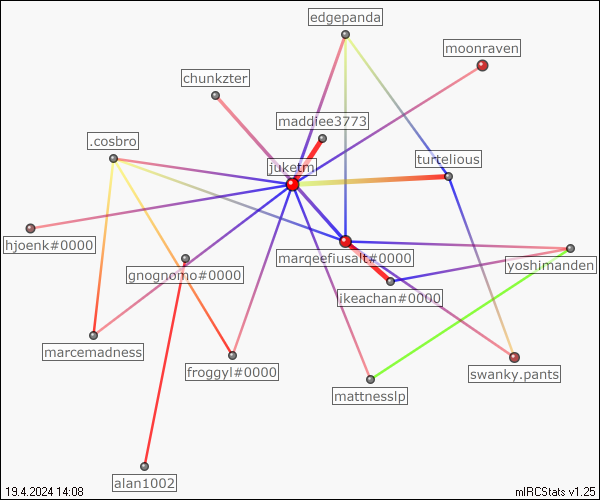 edgepanda
moonraven
chunkzter
maddiee3773
.cosbro
turtelious
juketm
hjoenk#0000
marqeefiusalt#0000
yoshimanden
gnognomo#0000
ikeachan#0000
marcemadness
froggyl#0000
swanky.pants
mattnesslp
alan1002
19.4.2024 14:08
mIRCStats v1.25